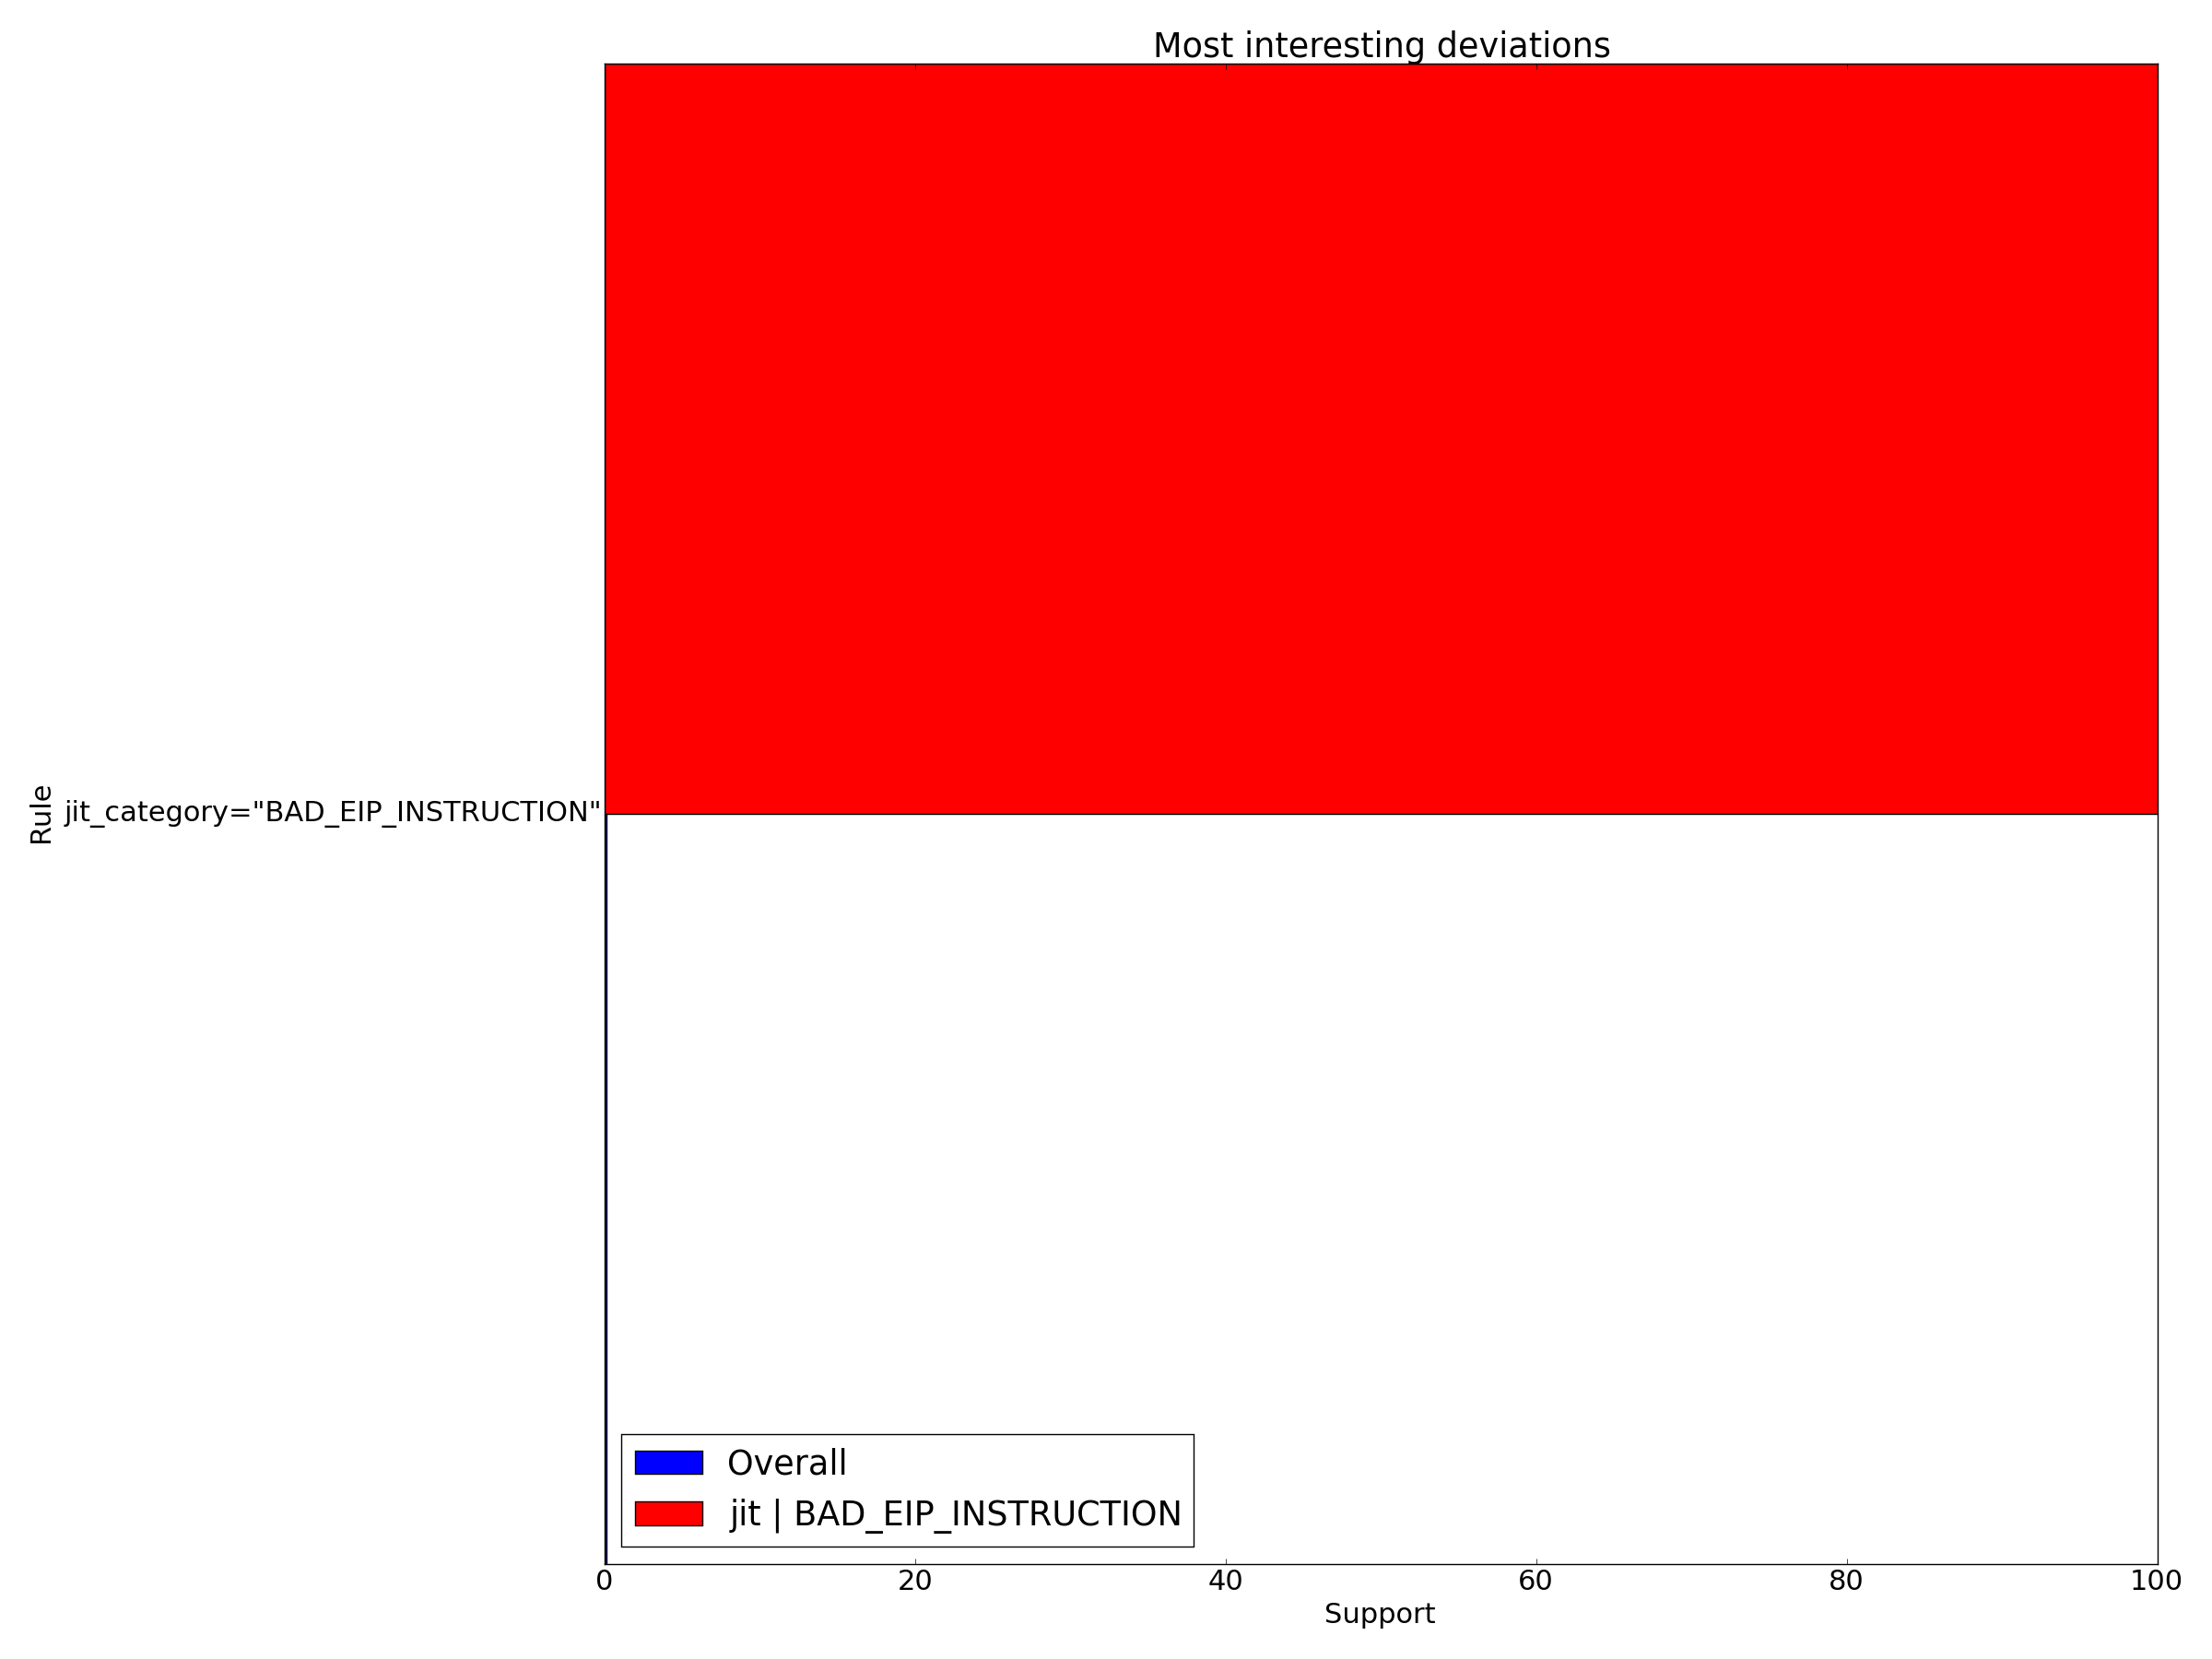 Most interesting deviations
Rule
jit_category="BAD_EIP_INSTRUCTION"
Overall
jit | BAD_EIP_INSTRUCTION
0 20 40 60 80 100
Support